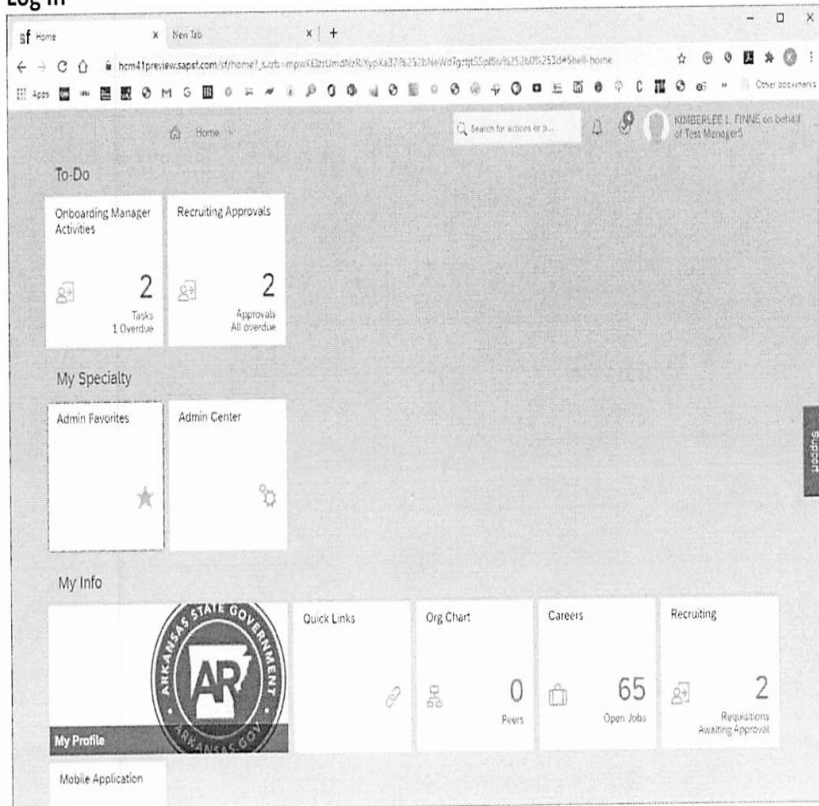 Log in
sf Home × New Tab × +
Apps Other bookmarks
Home
Search for actions or p...
KIMBERLEE L. FINNE on behalf
of Test Manager5
To-Do
Onboarding Manager
Activities
2
Tasks
1 Overdue
Recruiting Approvals
2
Approvals
All overdue
My Specialty
Admin Favorites
Admin Center
Support
My Info
ARKANSAS STATE GOVERNMENT
AR
ARKANSAS.GOV
My Profile
Quick Links
Org Chart
0
Peers
Careers
65
Open Jobs
Recruiting
2
Requisitions
Awaiting Approval
Mobile Application